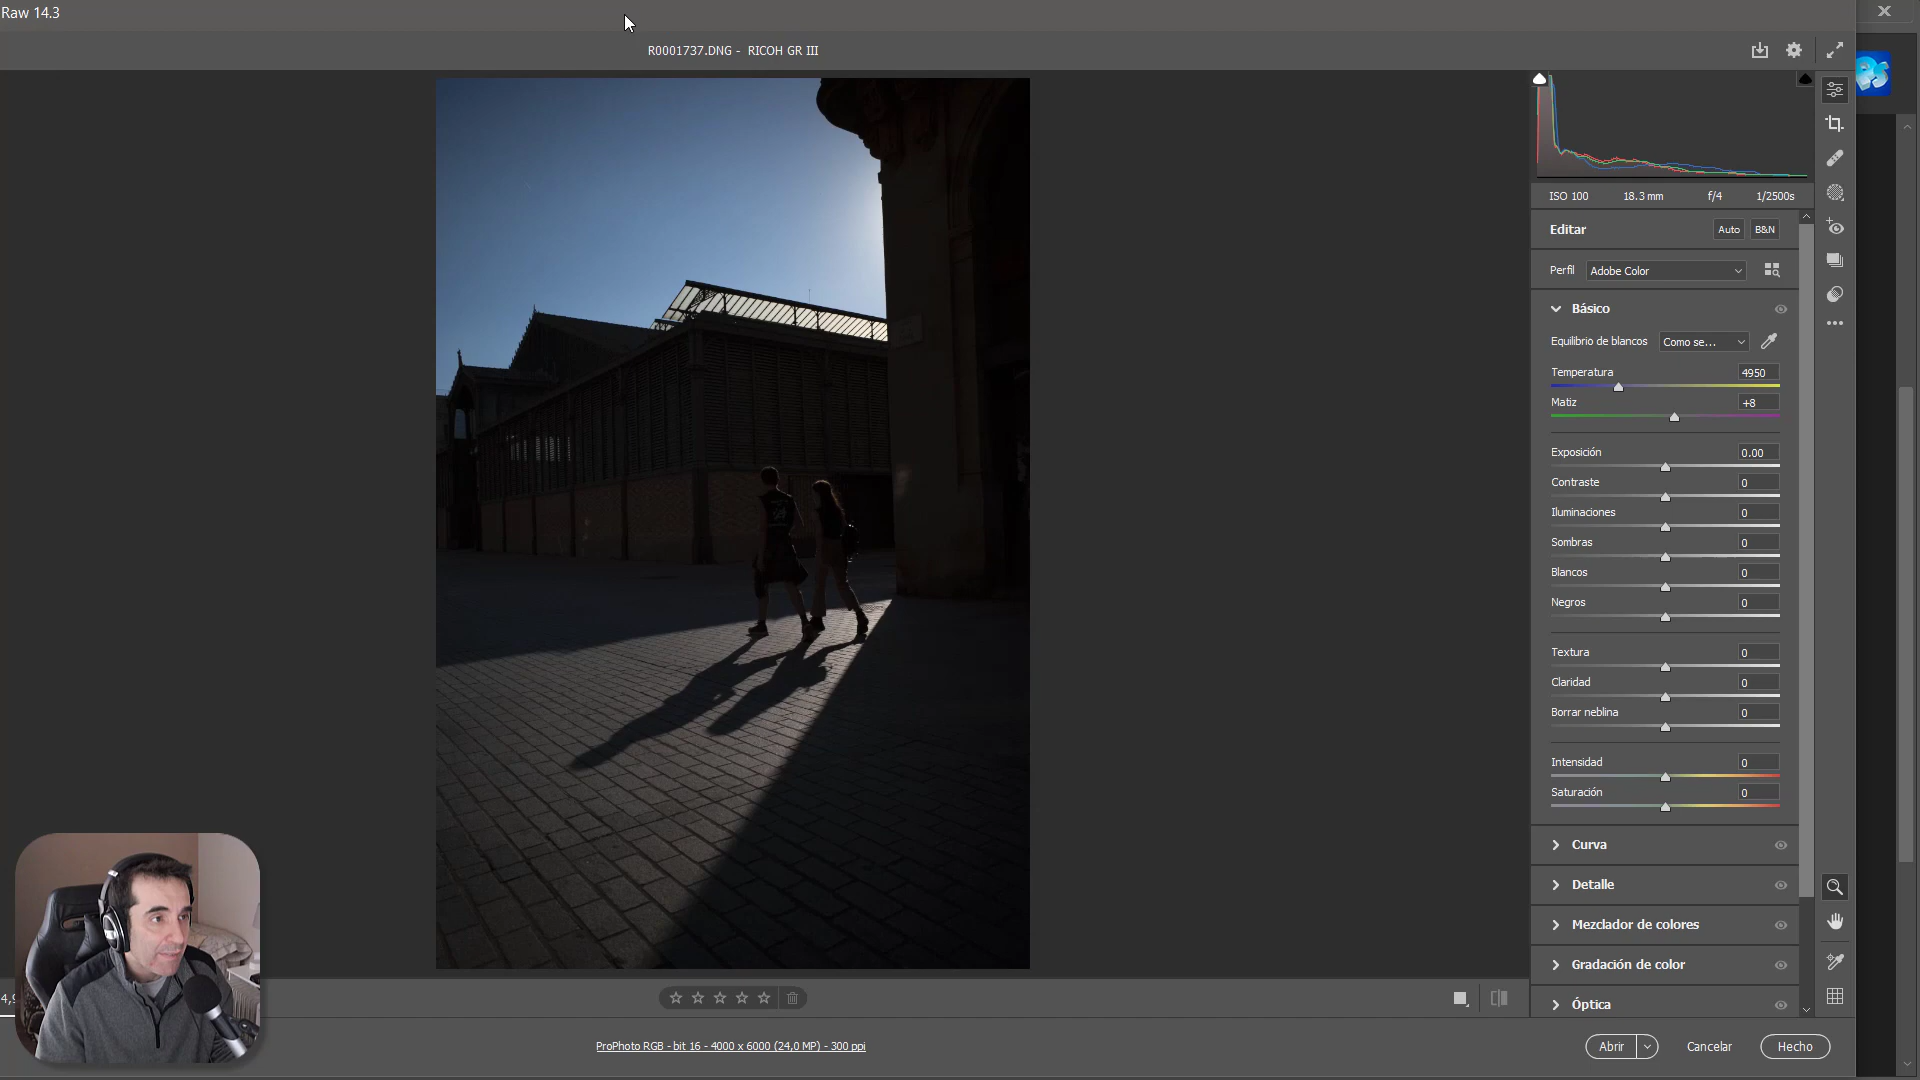 Raw 14.3
R0001737.DNG - RICOH GR III
ISO 100 18.3 mm f/4 1/2500s
Editar Auto B&N
Perfil Adobe Color
Básico
Equilibrio de blancos Como se...
Temperatura 4950
Matiz +8
Exposición 0.00
Contraste 0
Iluminaciones 0
Sombras 0
Blancos 0
Negros 0
Textura 0
Claridad 0
Borrar neblina 0
Intensidad 0
Saturación 0
Curva
Detalle
Mezclador de colores
Gradación de color
Óptica
ProPhoto RGB - bit 16 - 4000 x 6000 (24,0 MP) - 300 ppi
Abrir Cancelar Hecho